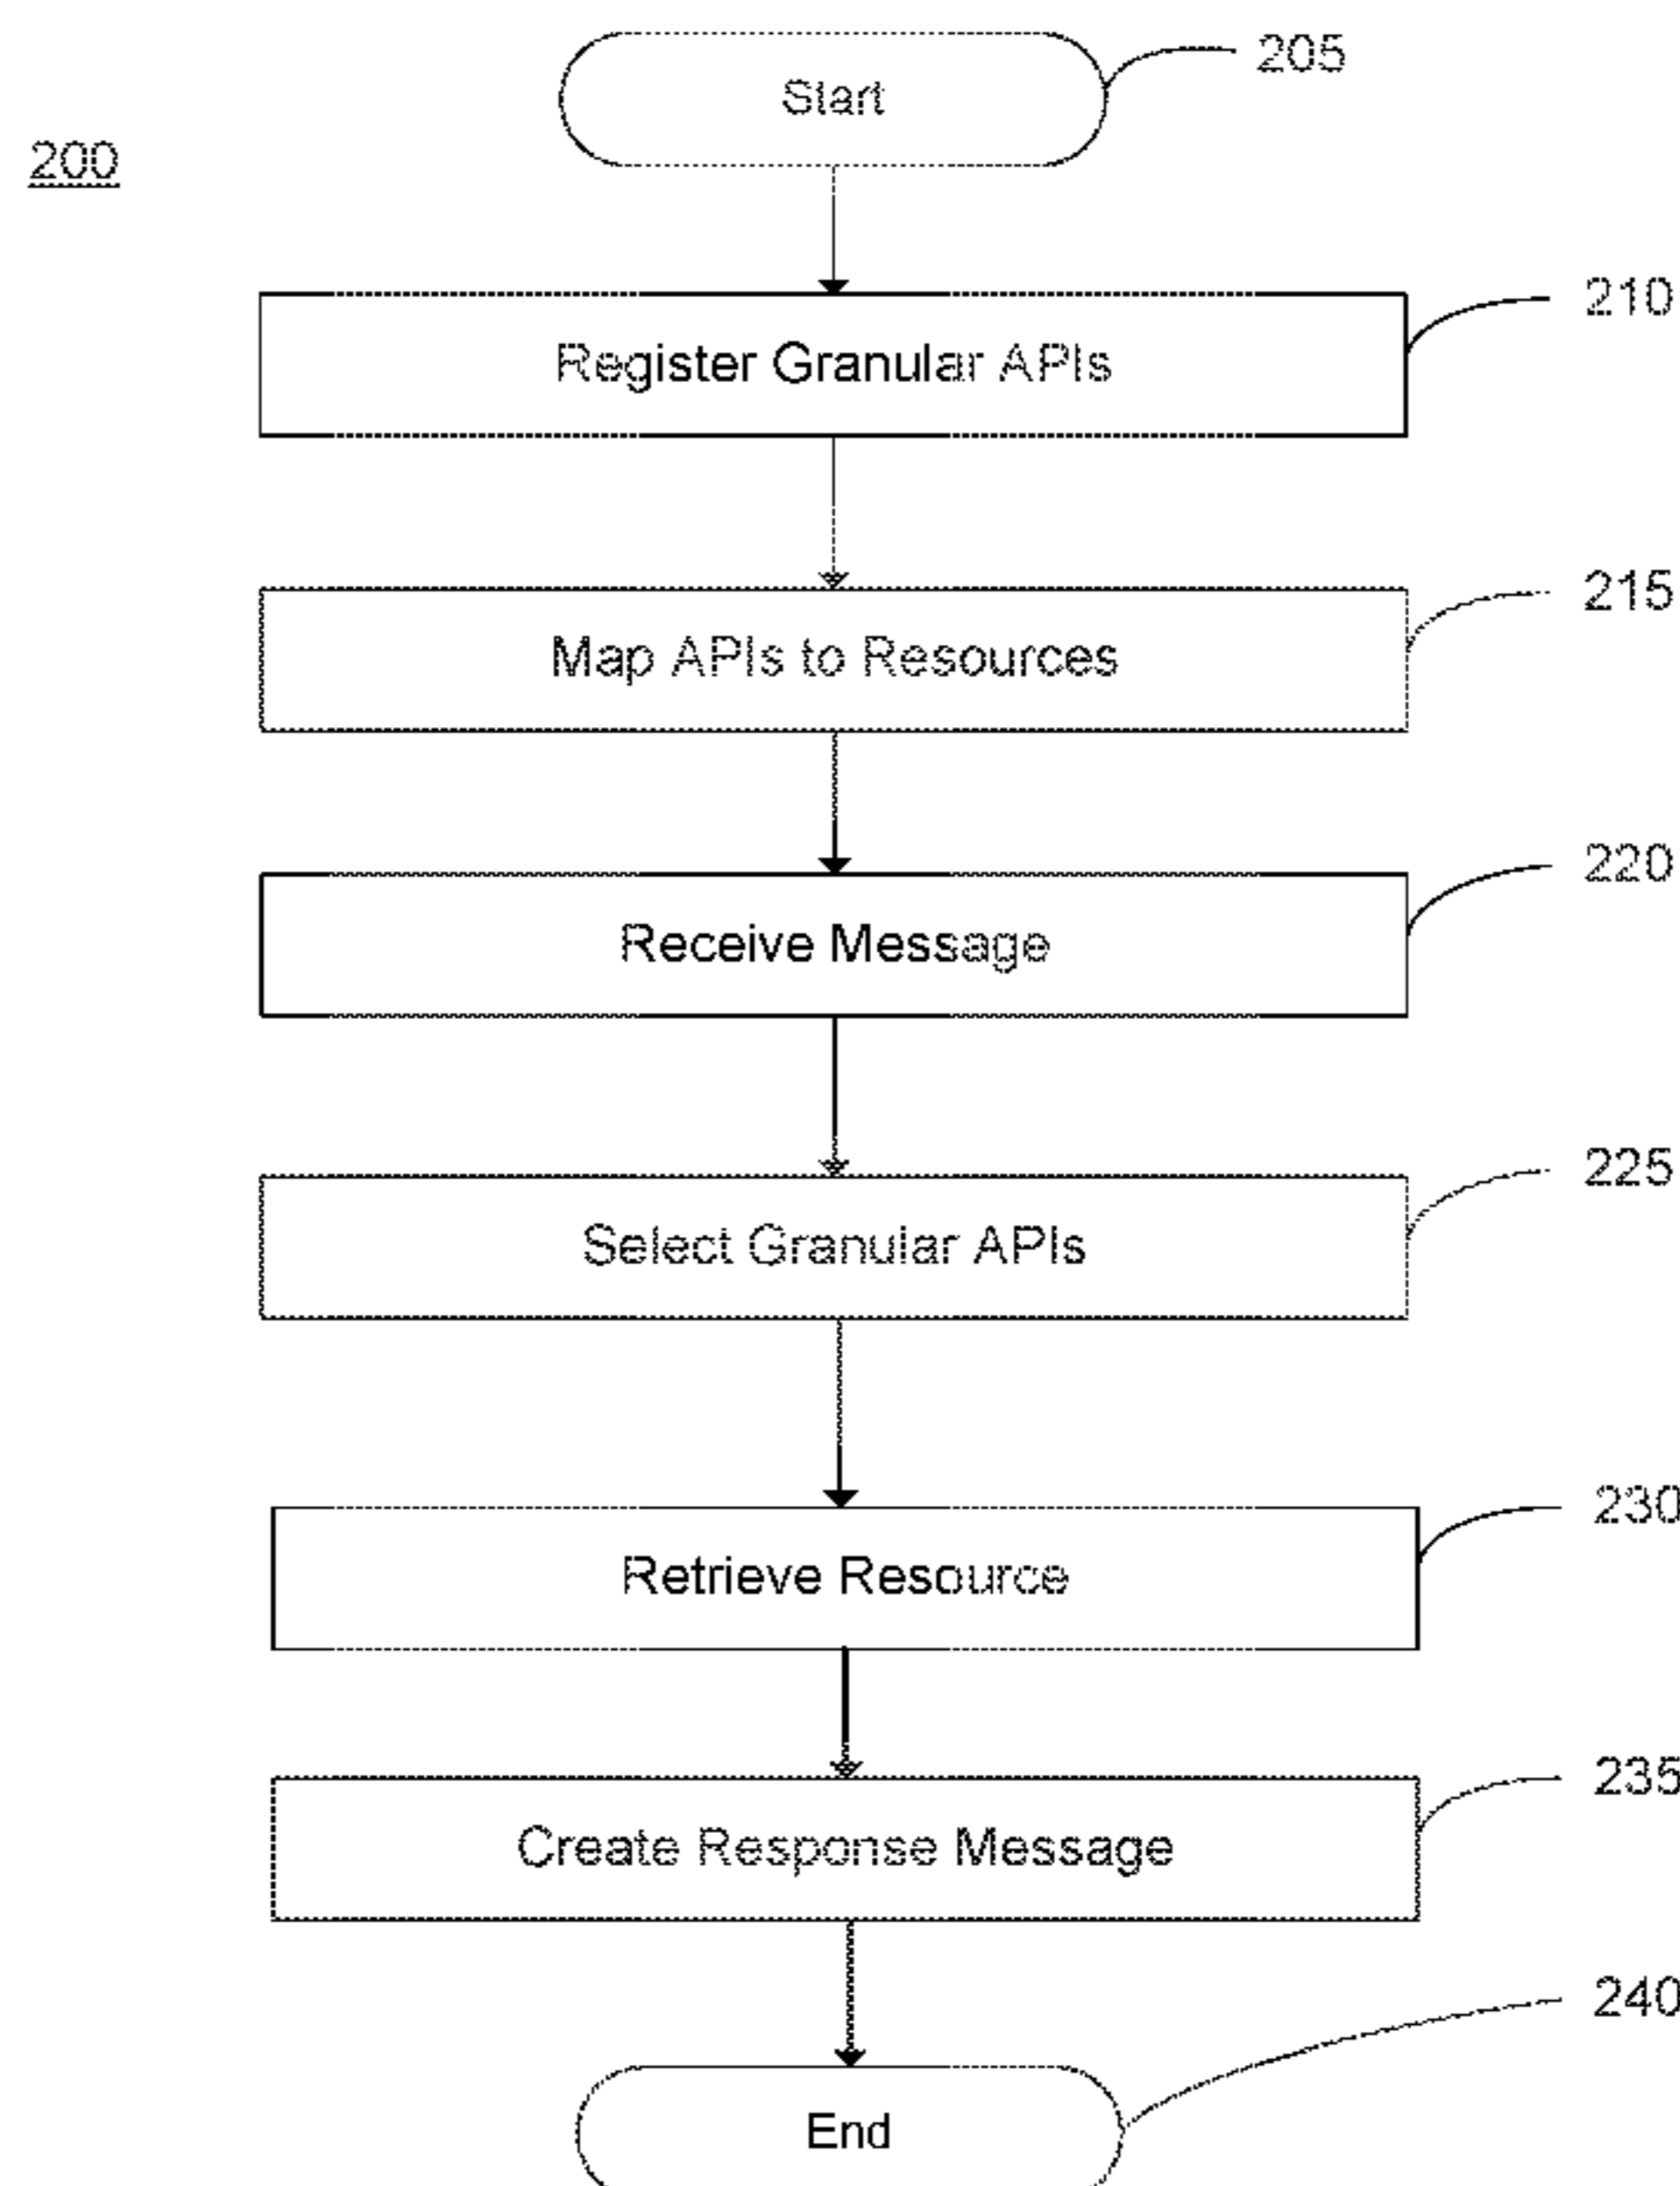 Start
205
200
Register Granular APIs
210
Map APIs to Resources
215
Receive Message
220
Select Granular APIs
225
Retrieve Resource
230
Create Response Message
235
240
End